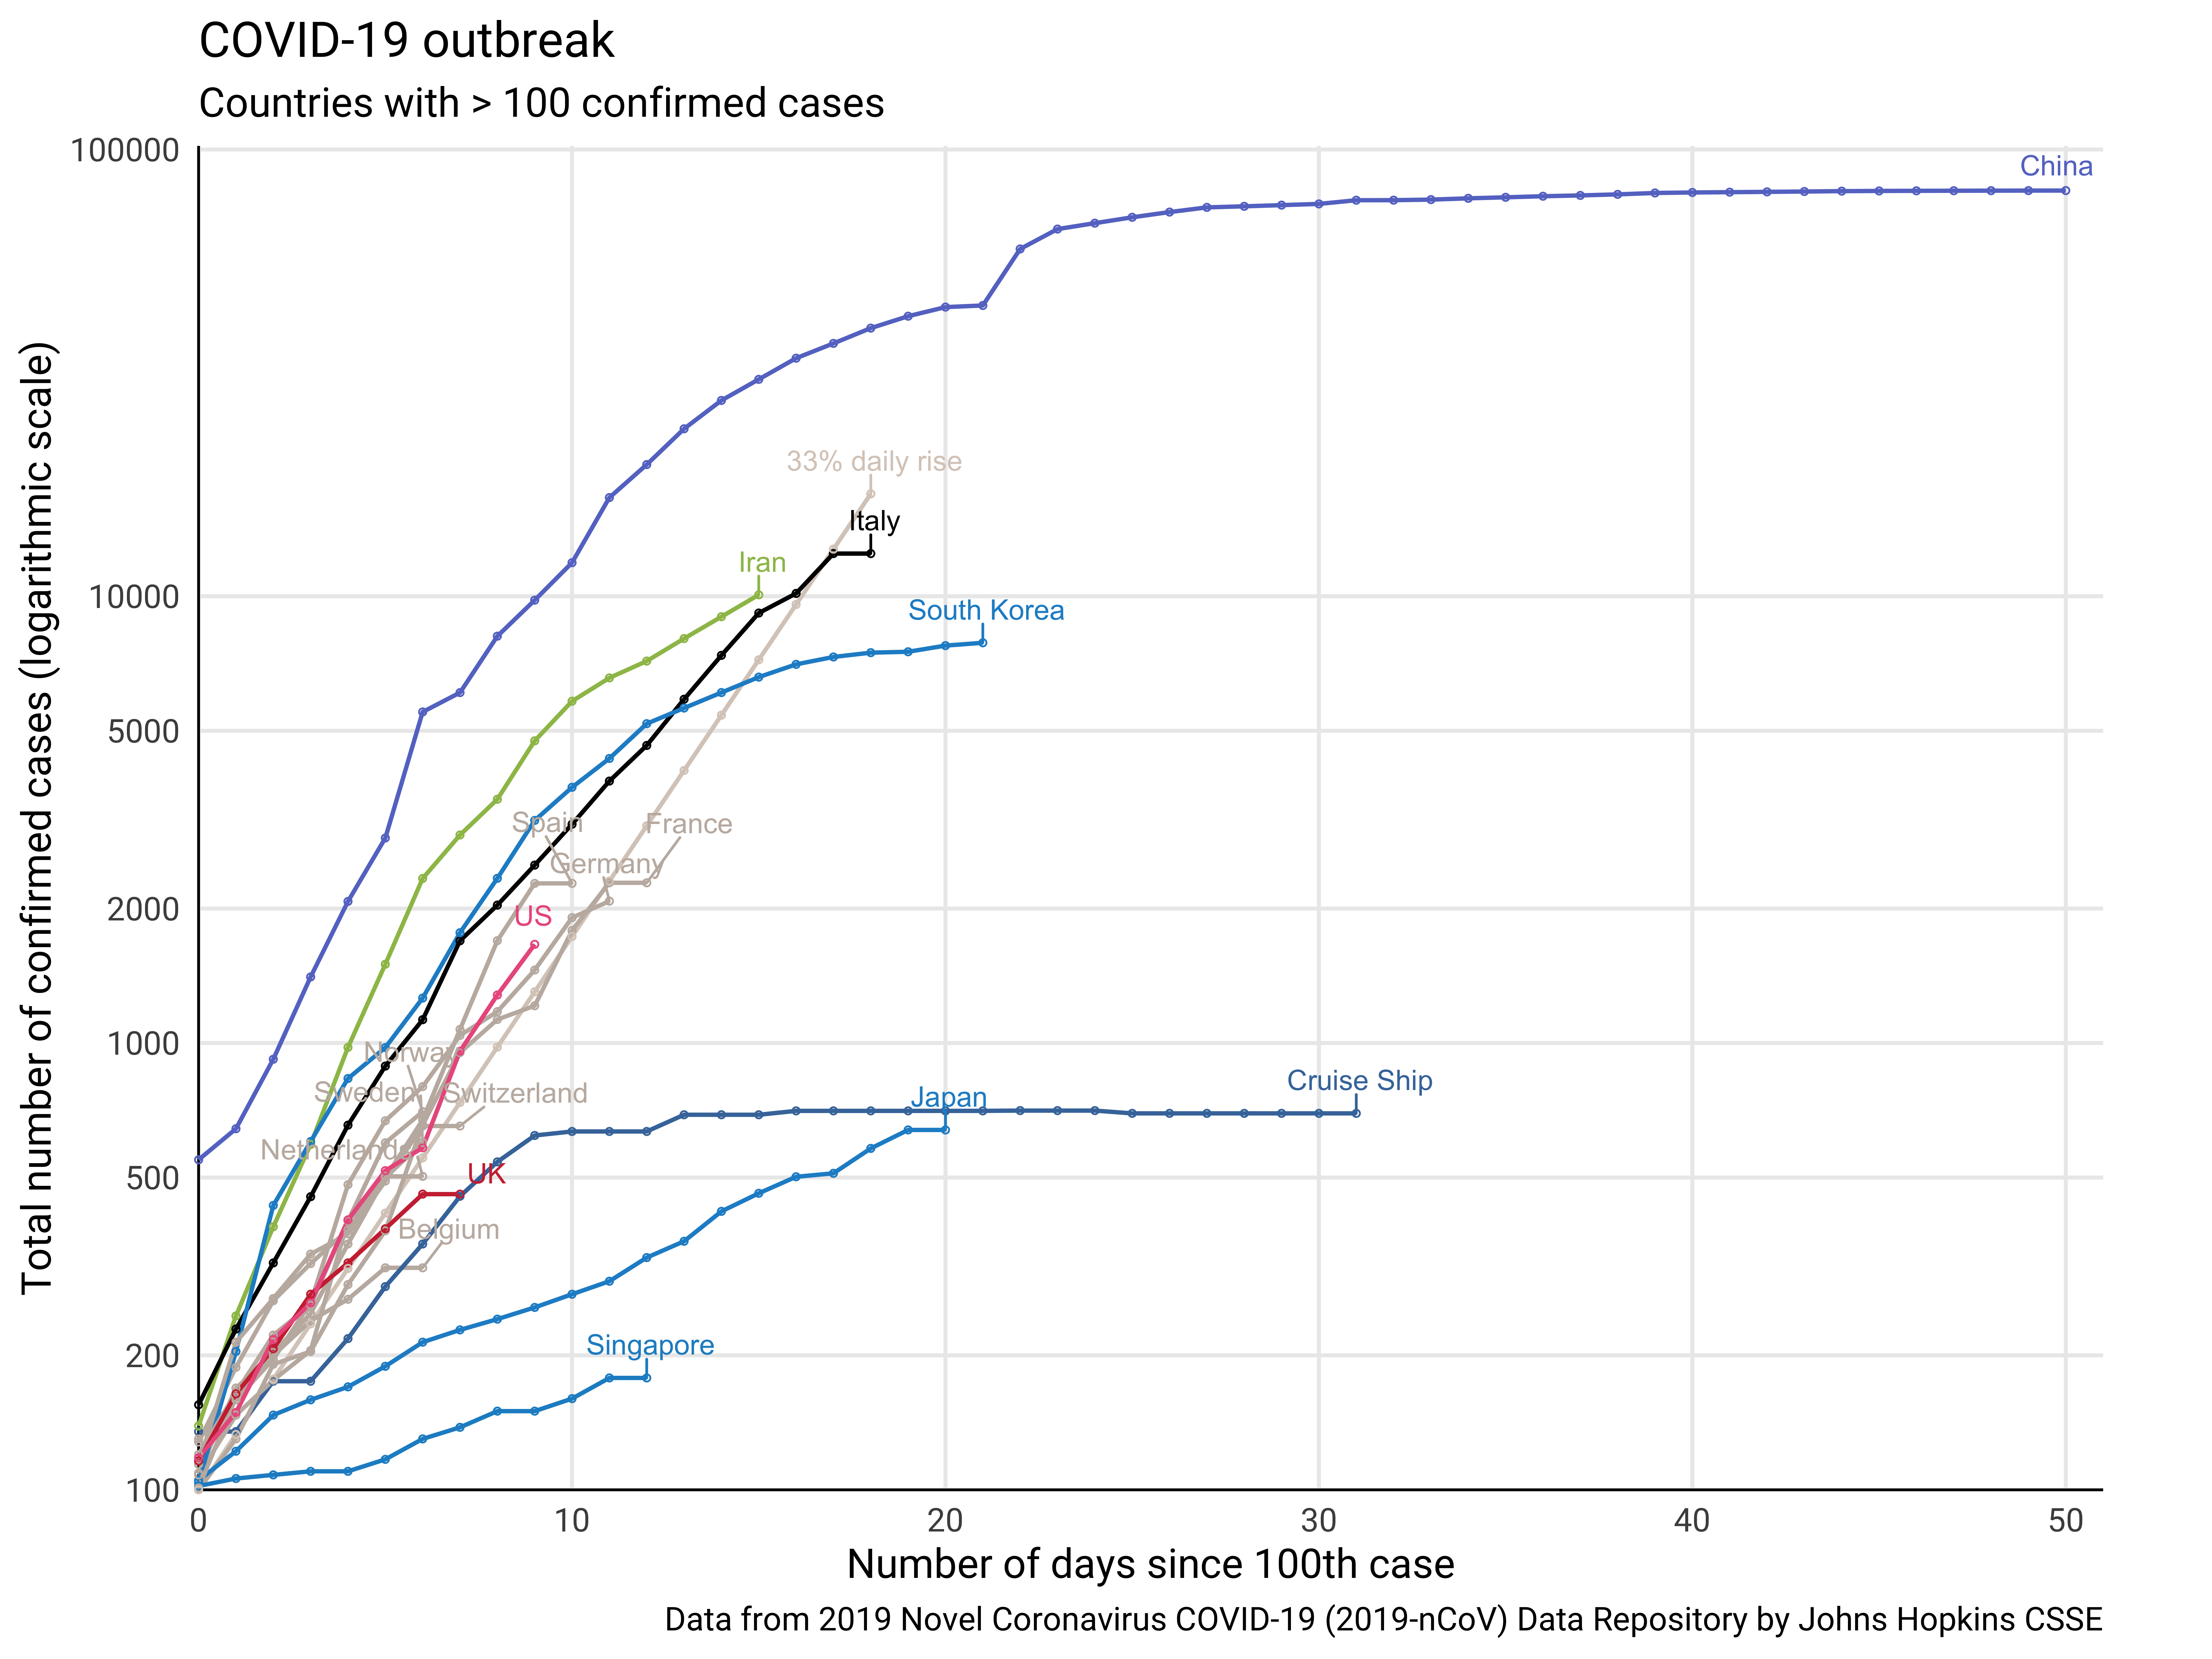 COVID-19 outbreak
Countries with > 100 confirmed cases
Total number of confirmed cases (logarithmic scale)
100000
10000
5000
2000
1000
500
200
100
China
33% daily rise
Italy
Iran
South Korea
Spain
France
Germany
US
Norway
Sweden
Switzerland
Netherlands
Cruise Ship
Japan
UK
Belgium
Singapore
0 10 20 30 40 50
Number of days since 100th case
Data from 2019 Novel Coronavirus COVID-19 (2019-nCoV) Data Repository by Johns Hopkins CSSE